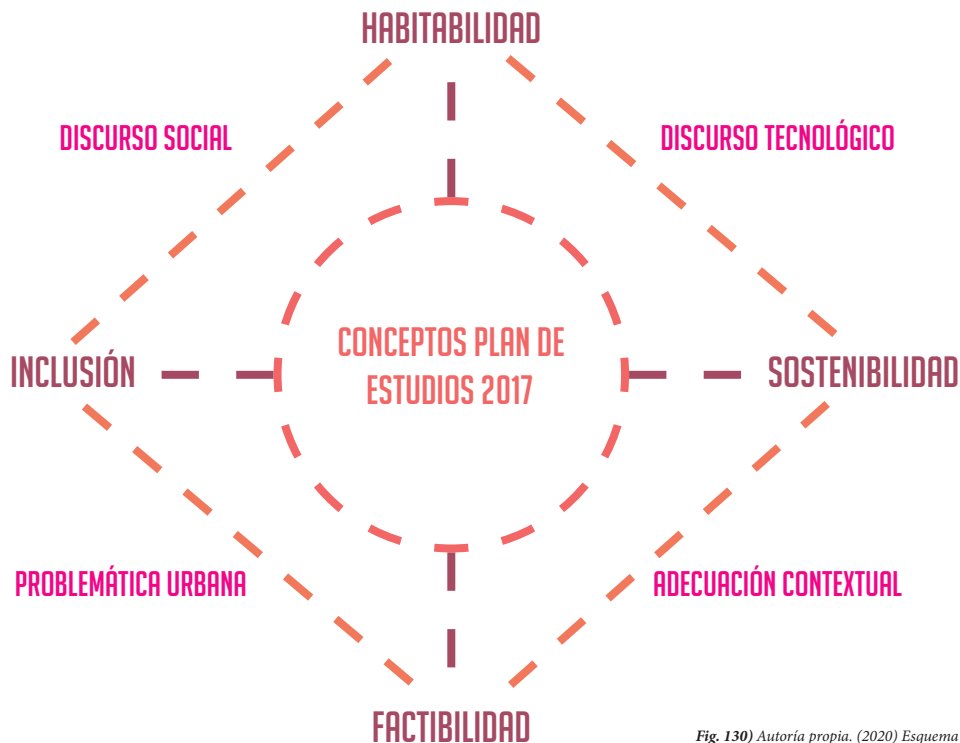 HABITABILIDAD
DISCURSO SOCIAL
DISCURSO TECNOLÓGICO
CONCEPTOS PLAN DE
ESTUDIOS 2017
INCLUSIÓN
SOSTENIBILIDAD
PROBLEMÁTICA URBANA
ADECUACIÓN CONTEXTUAL
FACTIBILIDAD
Fig. 130) Autoría propia. (2020) Esquema